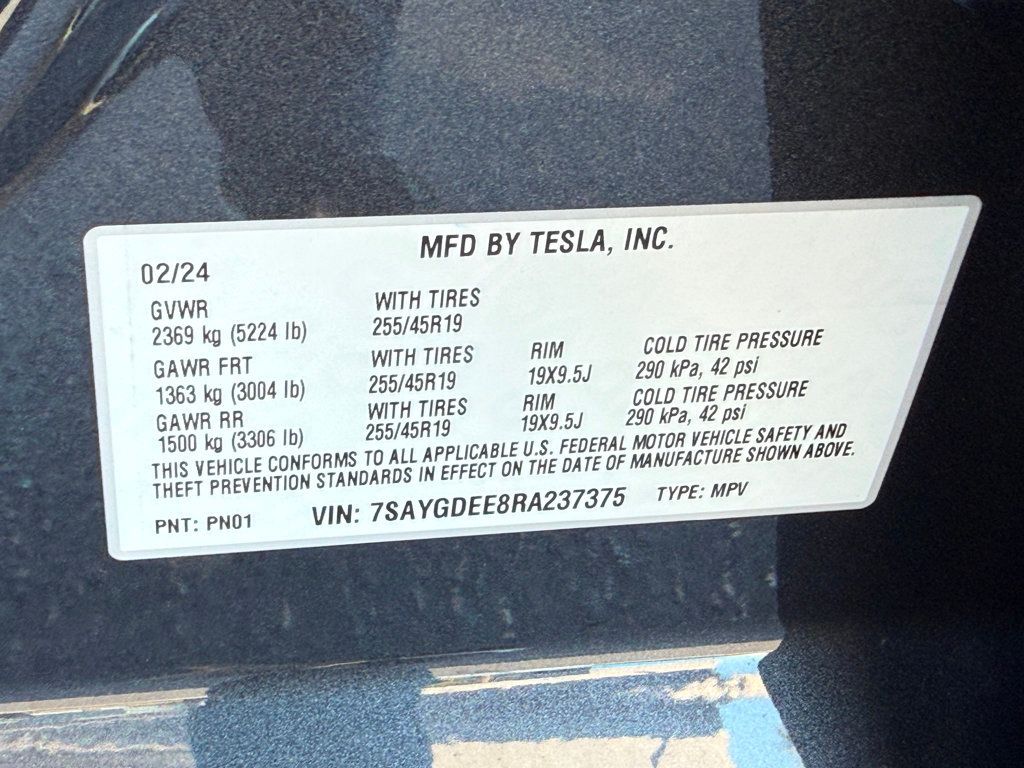 MFD BY TESLA, INC.
02/24
GVWR WITH TIRES
2369 kg (5224 lb) 255/45R19
GAWR FRT WITH TIRES RIM COLD TIRE PRESSURE
1363 kg (3004 lb) 255/45R19 19X9.5J 290 kPa, 42 psi
GAWR RR WITH TIRES RIM COLD TIRE PRESSURE
1500 kg (3306 lb) 255/45R19 19X9.5J 290 kPa, 42 psi
THIS VEHICLE CONFORMS TO ALL APPLICABLE U.S. FEDERAL MOTOR VEHICLE SAFETY AND
THEFT PREVENTION STANDARDS IN EFFECT ON THE DATE OF MANUFACTURE SHOWN ABOVE.
PNT: PN01 VIN: 7SAYGDEE8RA237375 TYPE: MPV